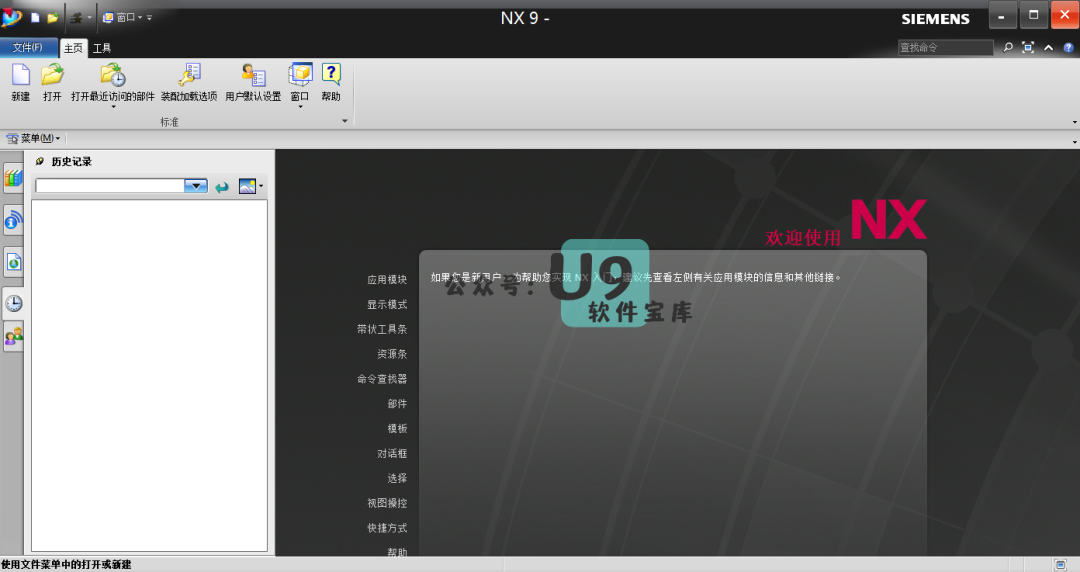 NX 9 -
SIEMENS
窗口
文件(F)
主页
工具
查找命令
新建
打开
打开最近访问的部件
装配加载选项
用户默认设置
窗口
帮助
标准
菜单(M)
历史记录
欢迎使用 NX
如果您是新用户，为帮助您实现 NX 入门，建议先查看左侧有关应用模块的信息和其他链接。
公众号：U9
软件宝库
应用模块
显示模式
带状工具条
资源条
命令查找器
部件
模板
对话框
选择
视图操控
快捷方式
帮助
使用文件菜单中的打开或新建